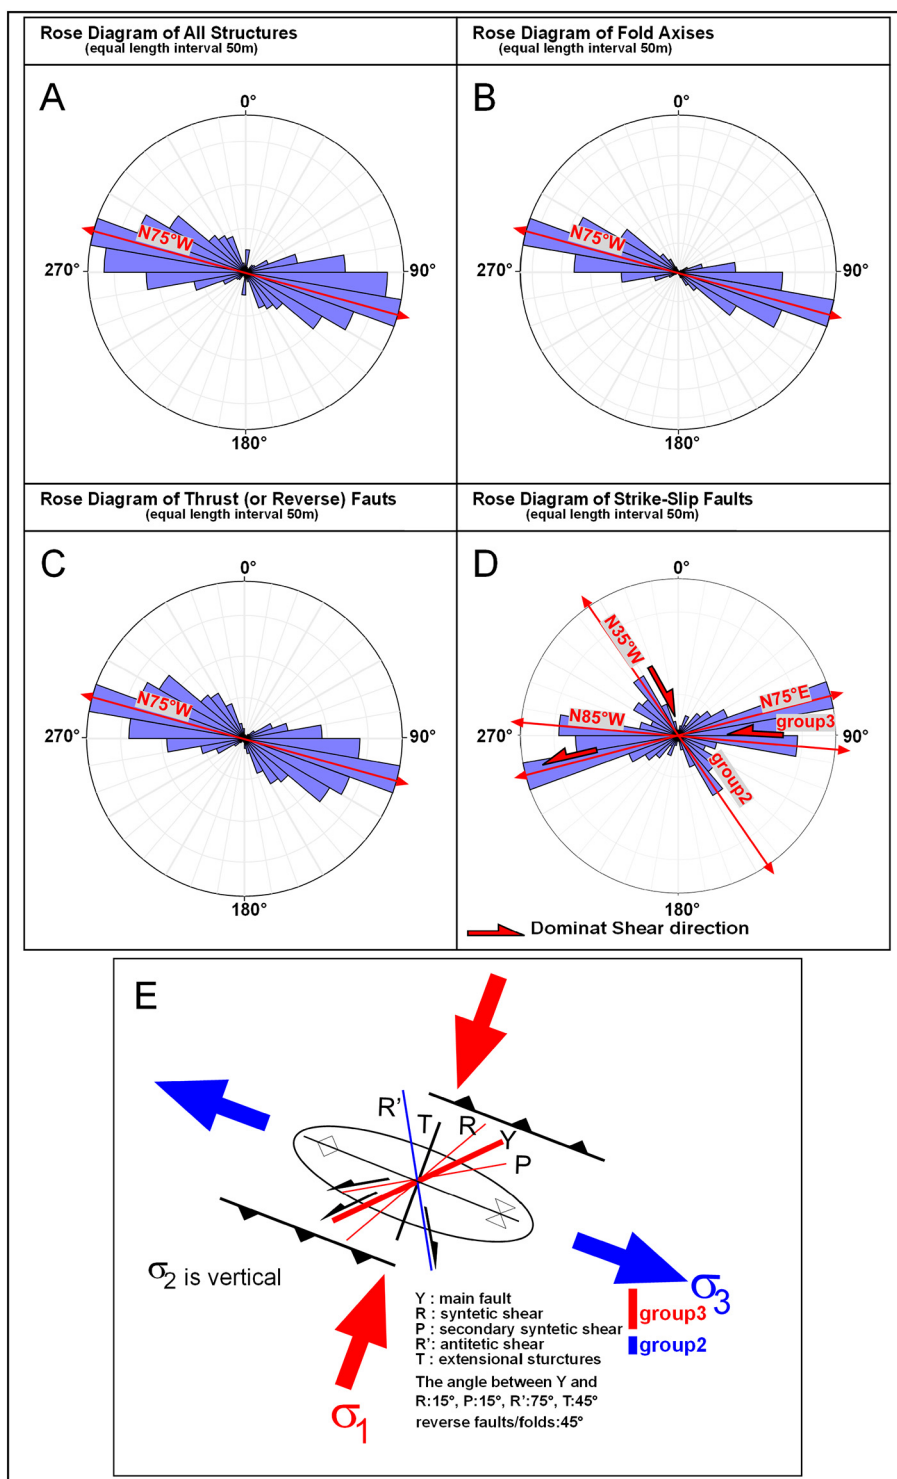 Rose Diagram of All Structures
(equal length interval 50m)
Rose Diagram of Fold Axises
(equal length interval 50m)
A
0°
N75°W
270°
90°
180°
B
0°
N75°W
270°
90°
180°
Rose Diagram of Thrust (or Reverse) Fauts
(equal length interval 50m)
Rose Diagram of Strike-Slip Faults
(equal length interval 50m)
C
0°
N75°W
270°
90°
180°
D
0°
N35°W
N75°E
N85°W
group3
270°
90°
group2
180°
Dominat Shear direction
E
R'
T
R
Y
P
σ2 is vertical
σ3
σ1
Y : main fault
R : syntetic shear
P : secondary syntetic shear
R': antitetic shear
T : extensional sturctures
group3
group2
The angle between Y and
R:15°, P:15°, R':75°, T:45°
reverse faults/folds:45°